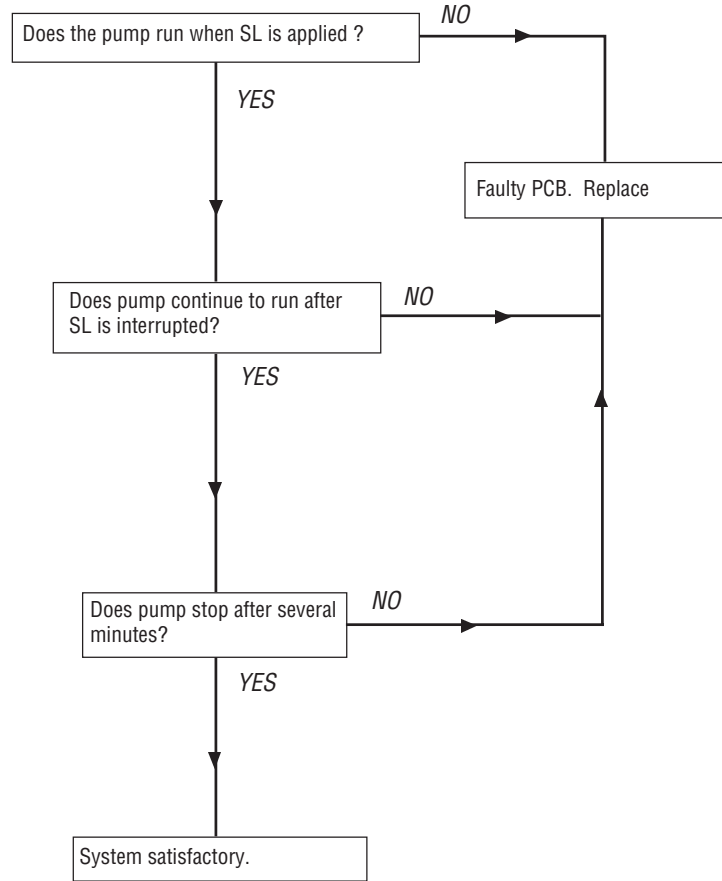 Does the pump run when SL is applied ?
NO
YES
Faulty PCB.  Replace
Does pump continue to run after
SL is interrupted?
NO
YES
Does pump stop after several
minutes?
NO
YES
System satisfactory.